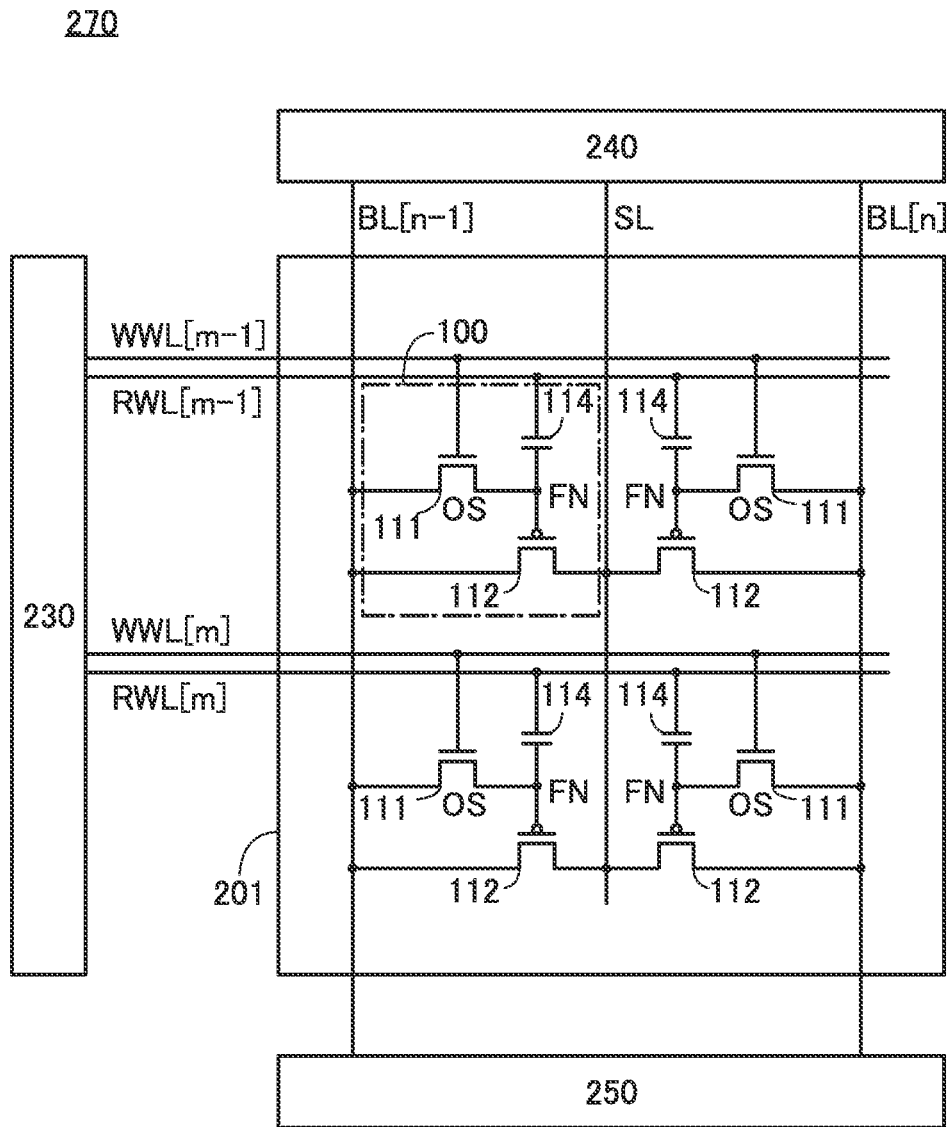 270
240
BL[n-1] SL BL[n]
WWL[m-1] 100
RWL[m-1] 114 114
111 OS FN FN OS 111
112 112
230
WWL[m]
RWL[m] 114 114
111 OS FN FN OS 111
201 112 112
250